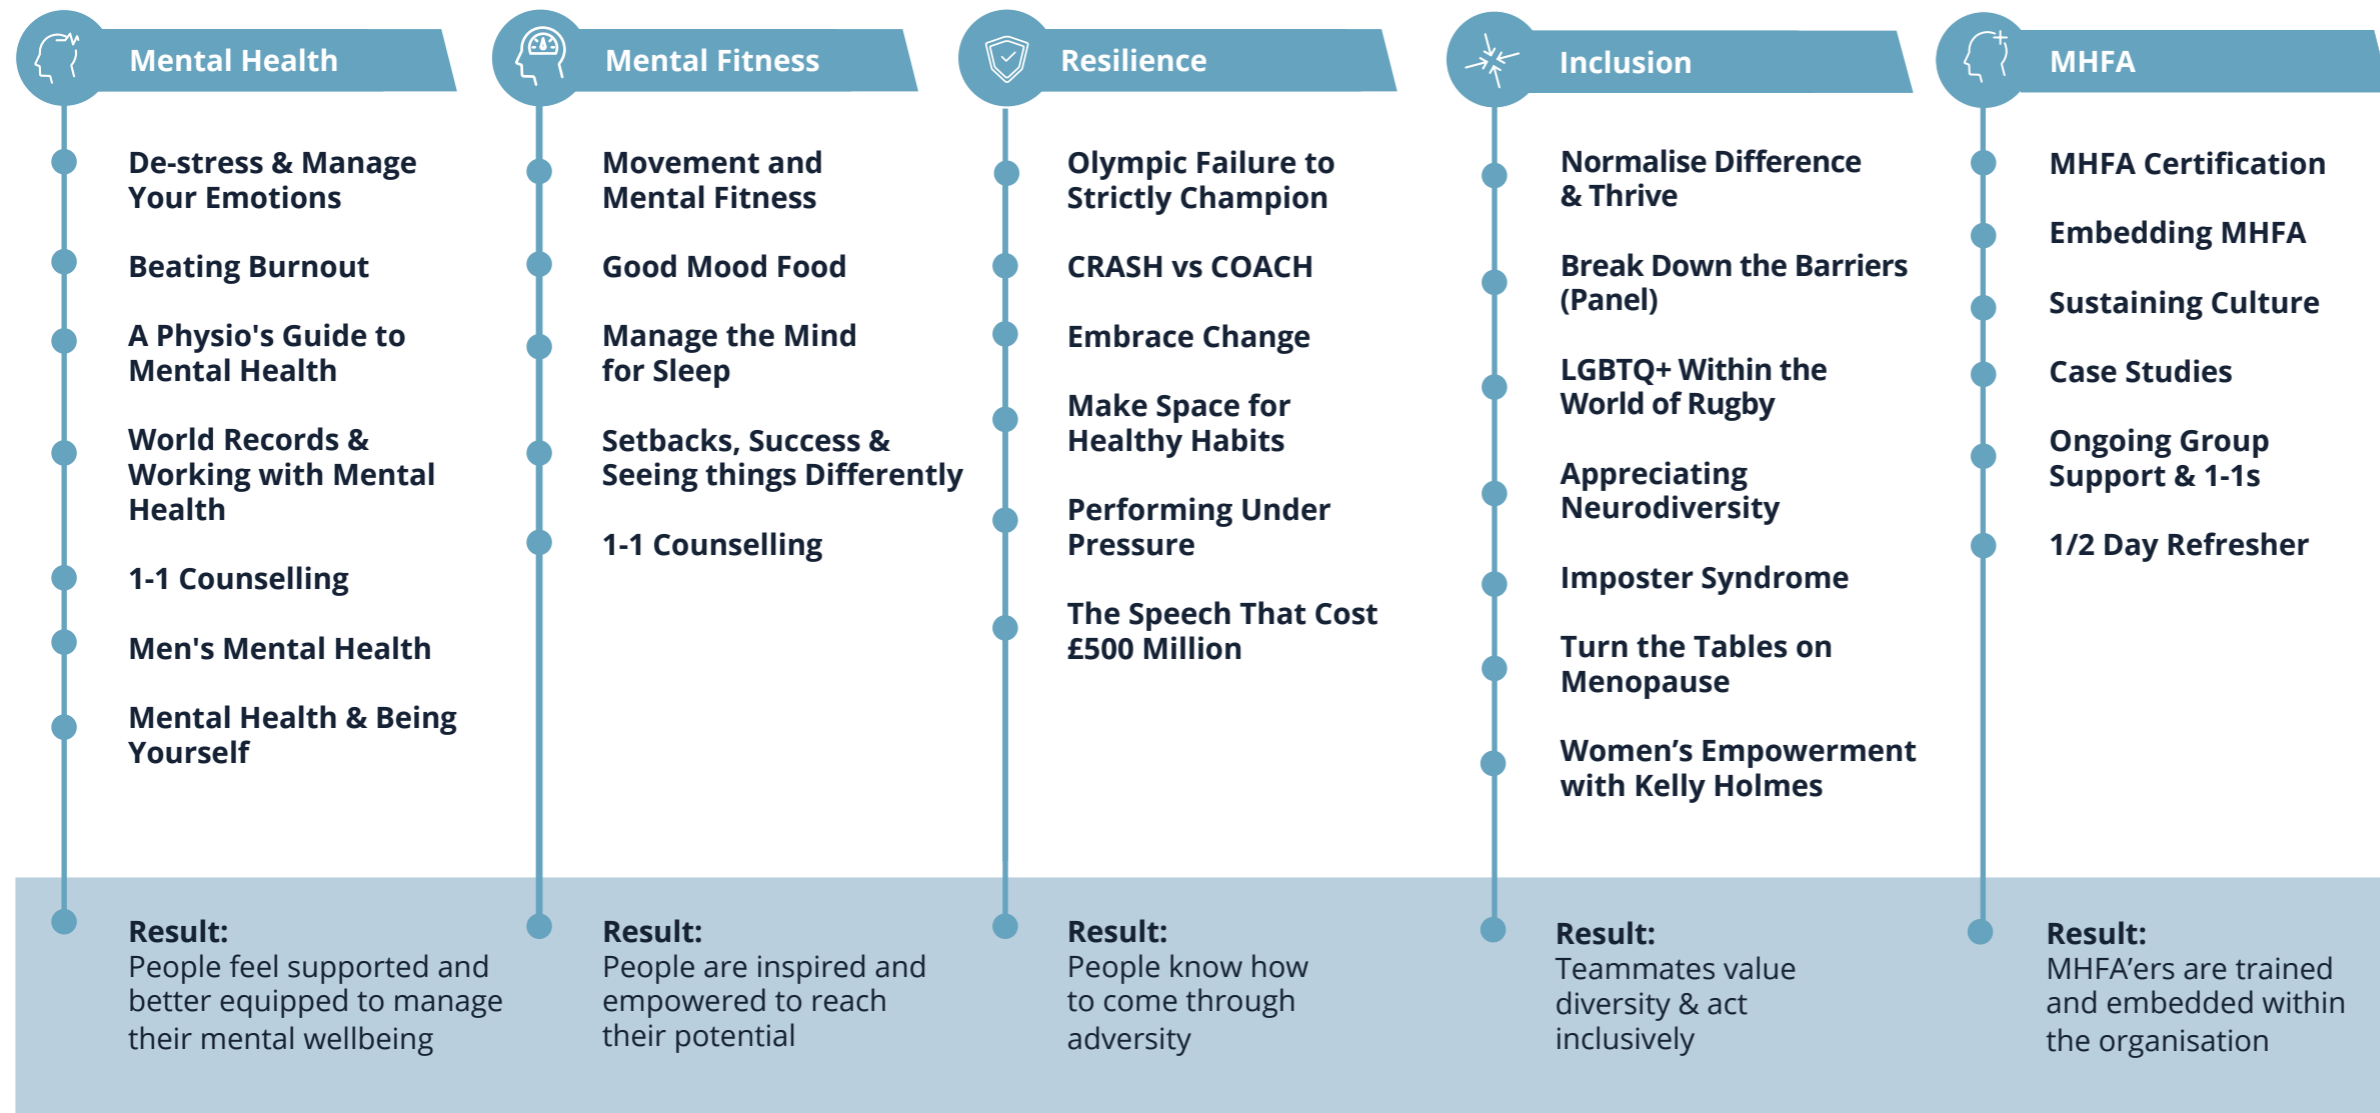 Mental Health
De-stress & Manage
Your Emotions
Beating Burnout
A Physio's Guide to
Mental Health
World Records &
Working with Mental
Health
1-1 Counselling
Men's Mental Health
Mental Health & Being
Yourself
Result:
People feel supported and
better equipped to manage
their mental wellbeing
Mental Fitness
Movement and
Mental Fitness
Good Mood Food
Manage the Mind
for Sleep
Setbacks, Success &
Seeing things Differently
1-1 Counselling
Result:
People are inspired and
empowered to reach
their potential
Resilience
Olympic Failure to
Strictly Champion
CRASH vs COACH
Embrace Change
Make Space for
Healthy Habits
Performing Under
Pressure
The Speech That Cost
£500 Million
Result:
People know how
to come through
adversity
Inclusion
Normalise Difference
& Thrive
Break Down the Barriers
(Panel)
LGBTQ+ Within the
World of Rugby
Appreciating
Neurodiversity
Imposter Syndrome
Turn the Tables on
Menopause
Women’s Empowerment
with Kelly Holmes
Result:
Teammates value
diversity & act
inclusively
MHFA
MHFA Certification
Embedding MHFA
Sustaining Culture
Case Studies
Ongoing Group
Support & 1-1s
1/2 Day Refresher
Result:
MHFA’ers are trained
and embedded within
the organisation